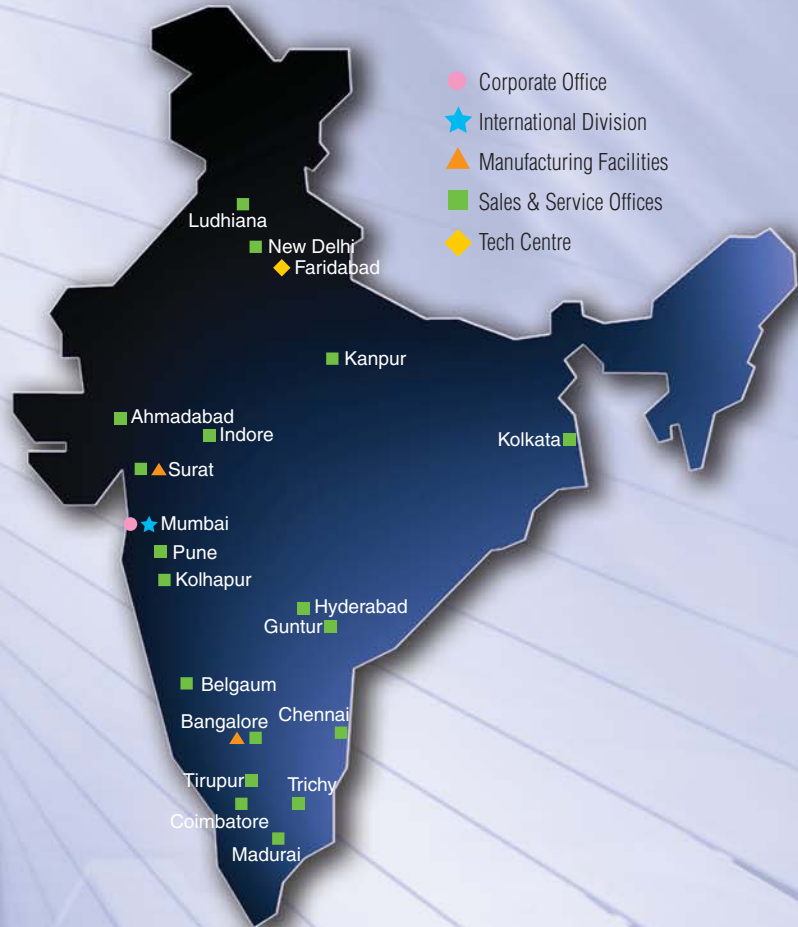 Corporate Office
International Division
Manufacturing Facilities
Sales & Service Offices
Tech Centre
Ludhiana
New Delhi
Faridabad
Kanpur
Ahmadabad
Indore
Kolkata
Surat
Mumbai
Pune
Kolhapur
Hyderabad
Guntur
Belgaum
Chennai
Bangalore
Tirupur
Trichy
Coimbatore
Madurai